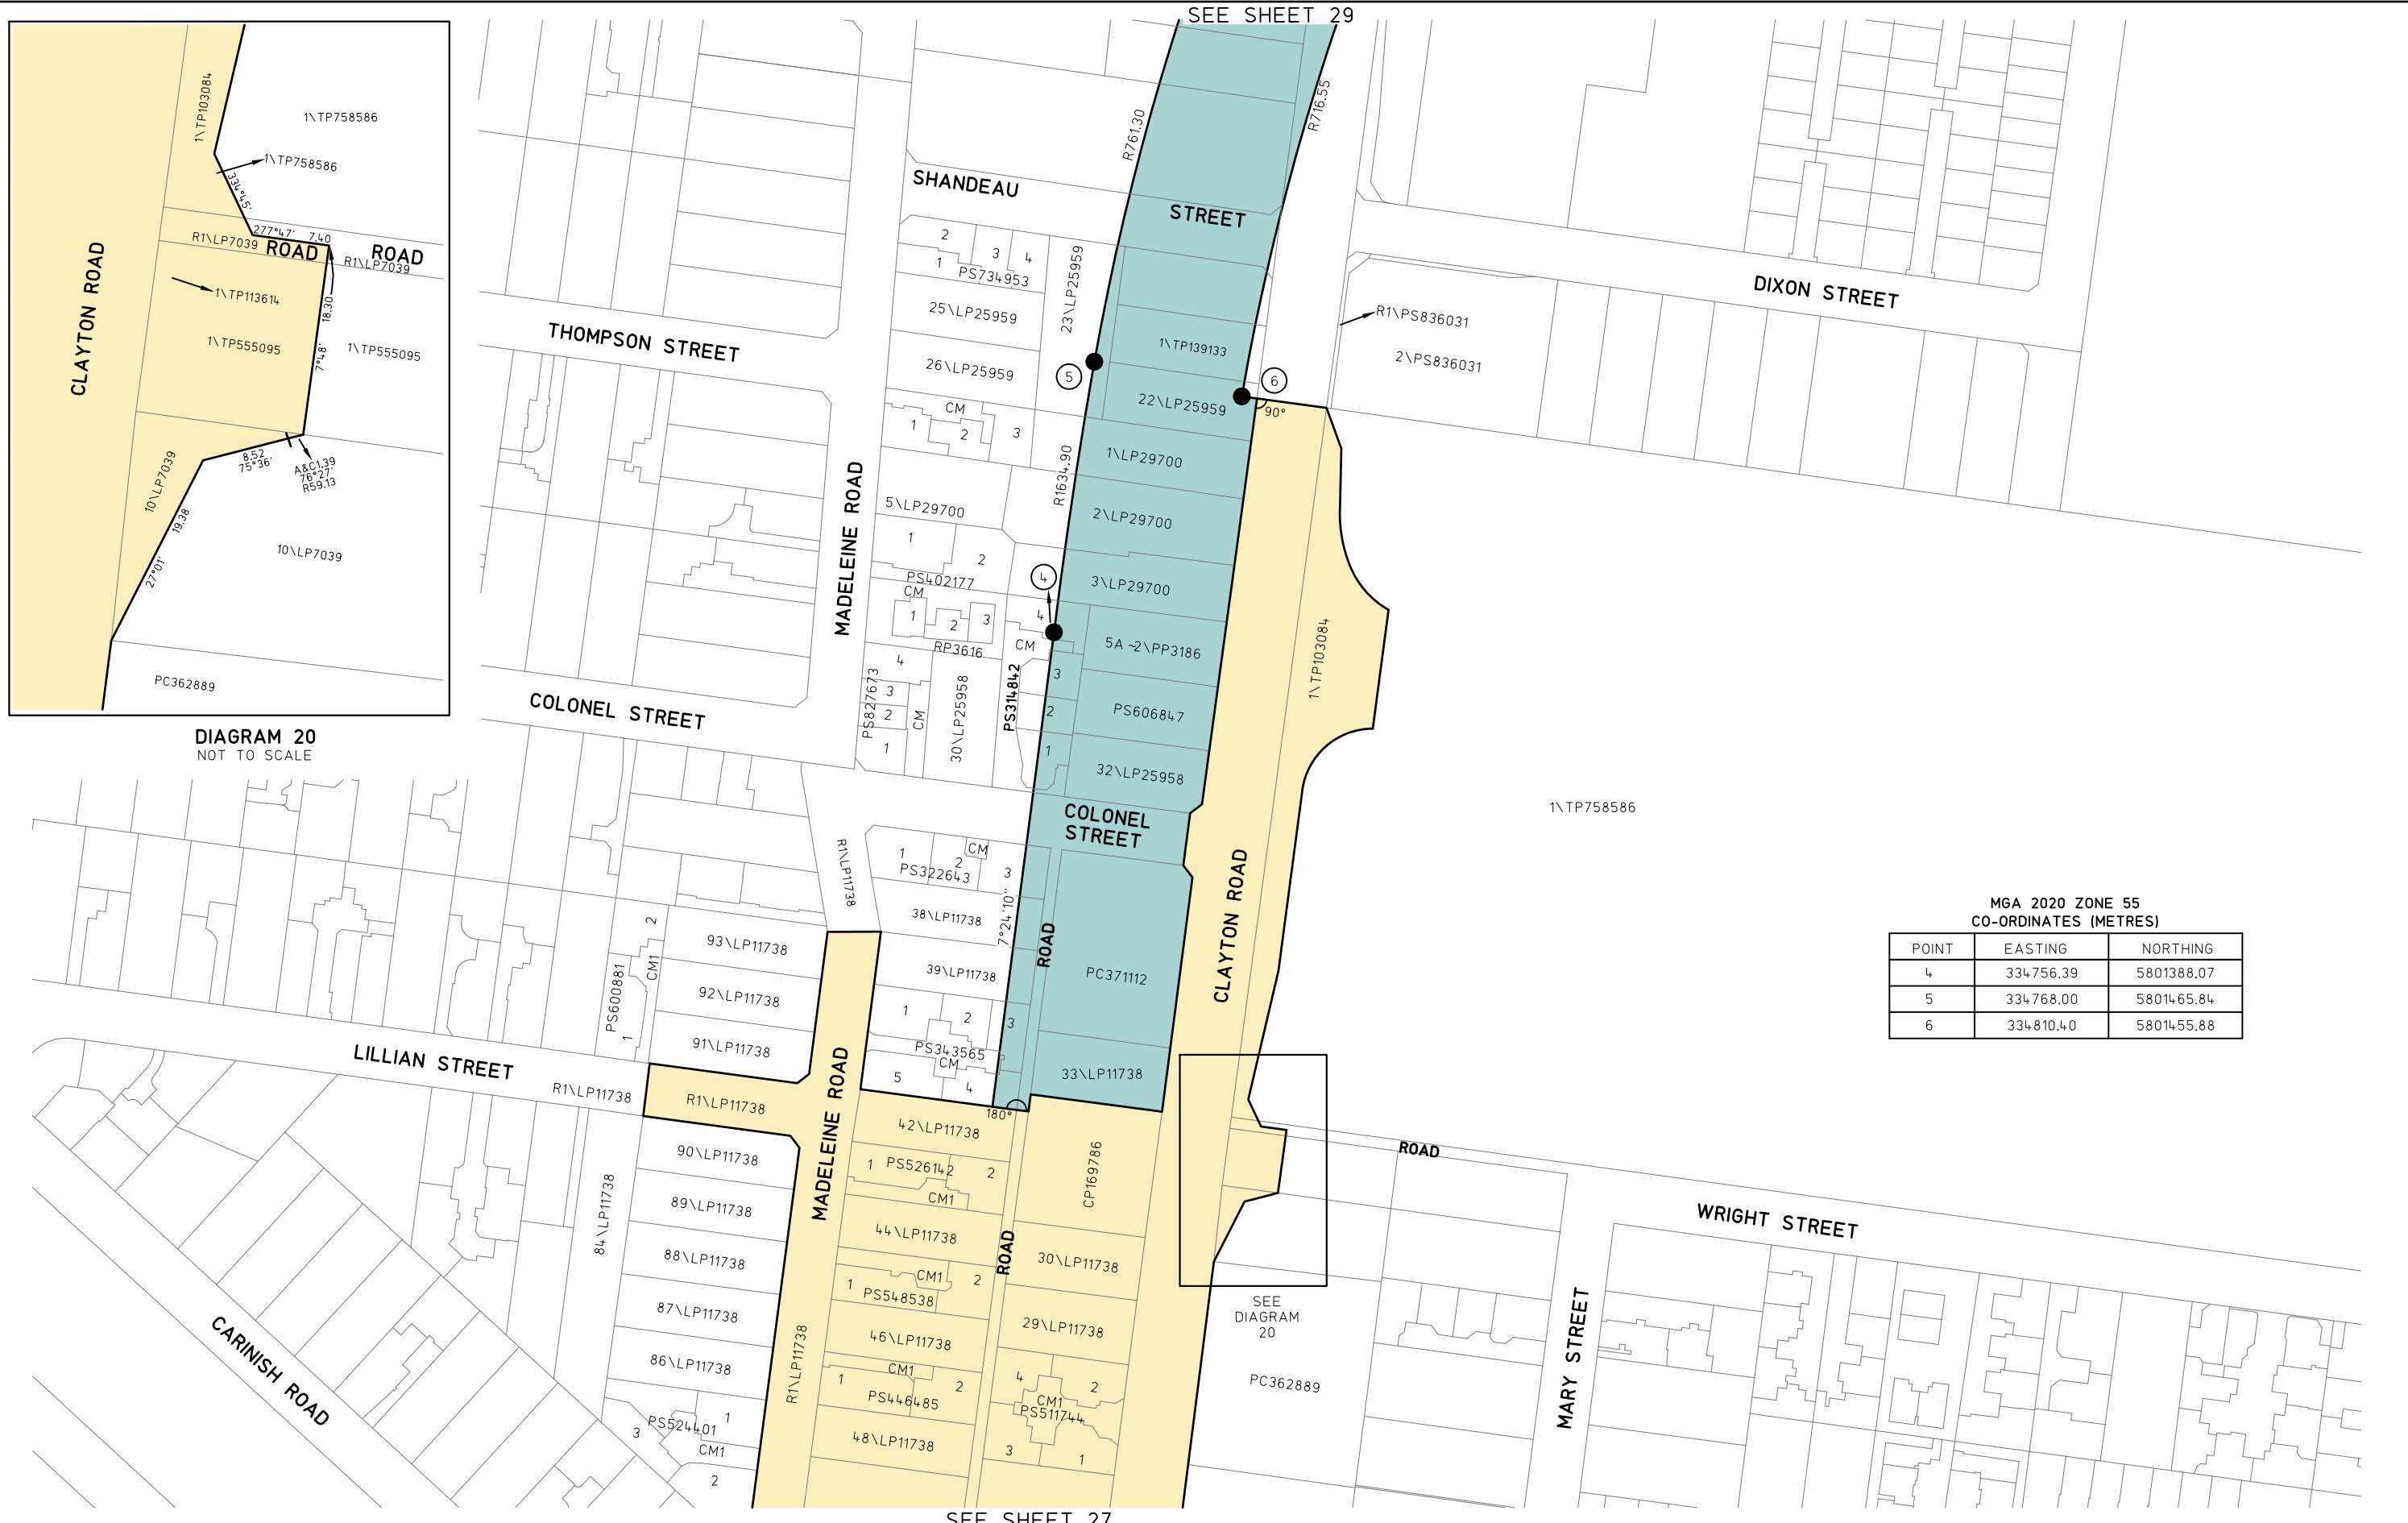 SEE SHEET 29
1\TP103084
1\TP758586
1\TP758586
334°45'
277°47' 7.40
R1\LP7039
ROAD
ROAD
R1\LP7039
CLAYTON ROAD
1\TP113614
18.30
7°48'
1\TP555095
1\TP555095
8.52
75°36'
A&C1.39
76°27'
R59.13
10\LP7039
19.38
27°01'
10\LP7039
PC362889
DIAGRAM 20
NOT TO SCALE
R761.30
R716.55
SHANDEAU
STREET
2
3
4
1
PS734953
23\LP25959
25\LP25959
THOMPSON STREET
26\LP25959
1\TP139133
5
6
22\LP25959
90°
DIXON STREET
R1\PS836031
2\PS836031
CM
1
2
3
R1634.90
1\LP29700
MADELEINE ROAD
5\LP29700
2\LP29700
1
2
PS402177
4
3\LP29700
CM
1
2
3
RP3616
4
CM
5A~2\PP3186
1\TP103084
4
3
2
1
CM
PS827673
30\LP25958
PS314842
3
2
1
PS606847
32\LP25958
COLONEL STREET
COLONEL
STREET
1\TP758586
R1\LP11738
1
2
CM
3
PS322643
38\LP11738
7°24'10"
ROAD
CLAYTON ROAD
39\LP11738
PC371112
2
CM1
1
PS600881
93\LP11738
92\LP11738
91\LP11738
1
2
3
PS343565
CM
5
4
33\LP11738
180°
MGA 2020 ZONE 55
CO-ORDINATES (METRES)
POINT EASTING NORTHING
4 334756.39 5801388.07
5 334768.00 5801465.84
6 334810.40 5801455.88
LILLIAN STREET
R1\LP11738
R1\LP11738
MADELEINE ROAD
42\LP11738
90\LP11738
1
PS526142
2
CM1
CP169786
ROAD
84\LP11738
89\LP11738
44\LP11738
ROAD
WRIGHT STREET
88\LP11738
30\LP11738
1
CM1
2
PS548538
87\LP11738
SEE
DIAGRAM
20
29\LP11738
46\LP11738
CARINISH ROAD
R1\LP11738
86\LP11738
CM1
1
2
PS446485
4
2
CM1
PS511744
3
1
PC362889
MARY STREET
PS524401
1
3
CM1
2
48\LP11738
SEE SHEET 27